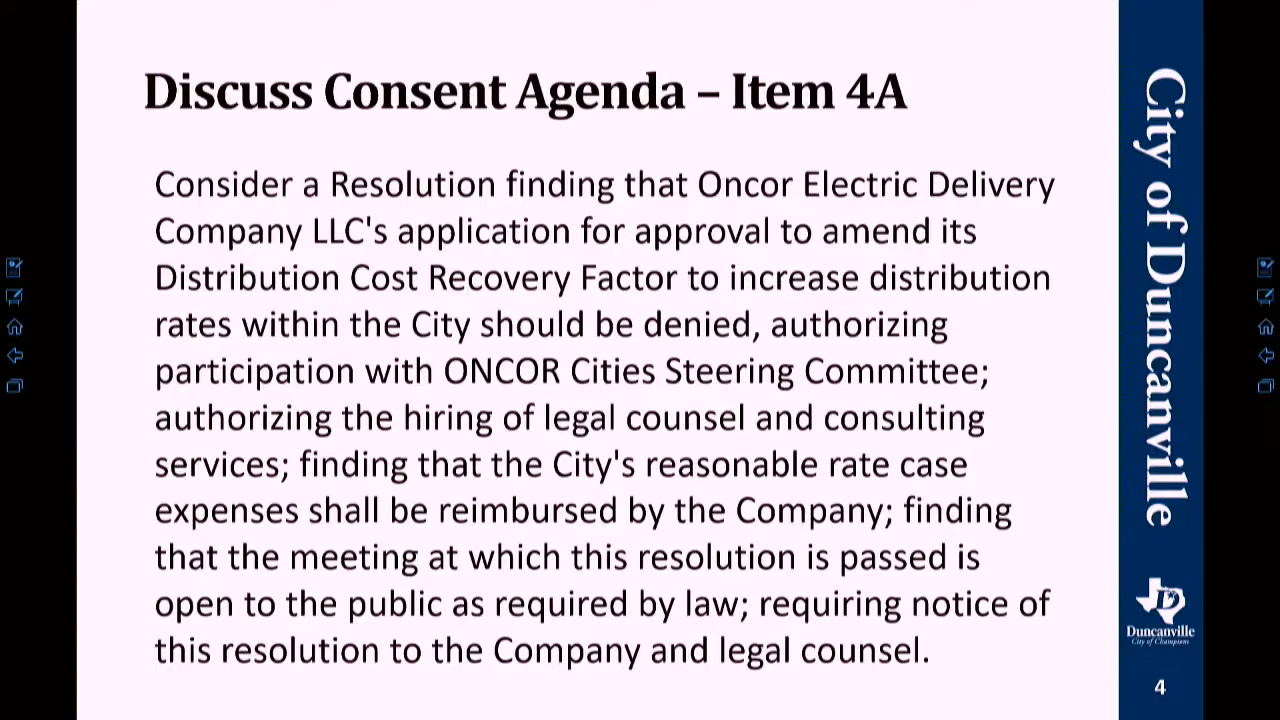 Discuss Consent Agenda – Item 4A
Consider a Resolution finding that Oncor Electric Delivery
Company LLC's application for approval to amend its
Distribution Cost Recovery Factor to increase distribution
rates within the City should be denied, authorizing
participation with ONCOR Cities Steering Committee;
authorizing the hiring of legal counsel and consulting
services; finding that the City's reasonable rate case
expenses shall be reimbursed by the Company; finding
that the meeting at which this resolution is passed is
open to the public as required by law; requiring notice of
this resolution to the Company and legal counsel.
City of Duncanville
D
Duncanville
City of Champions
4